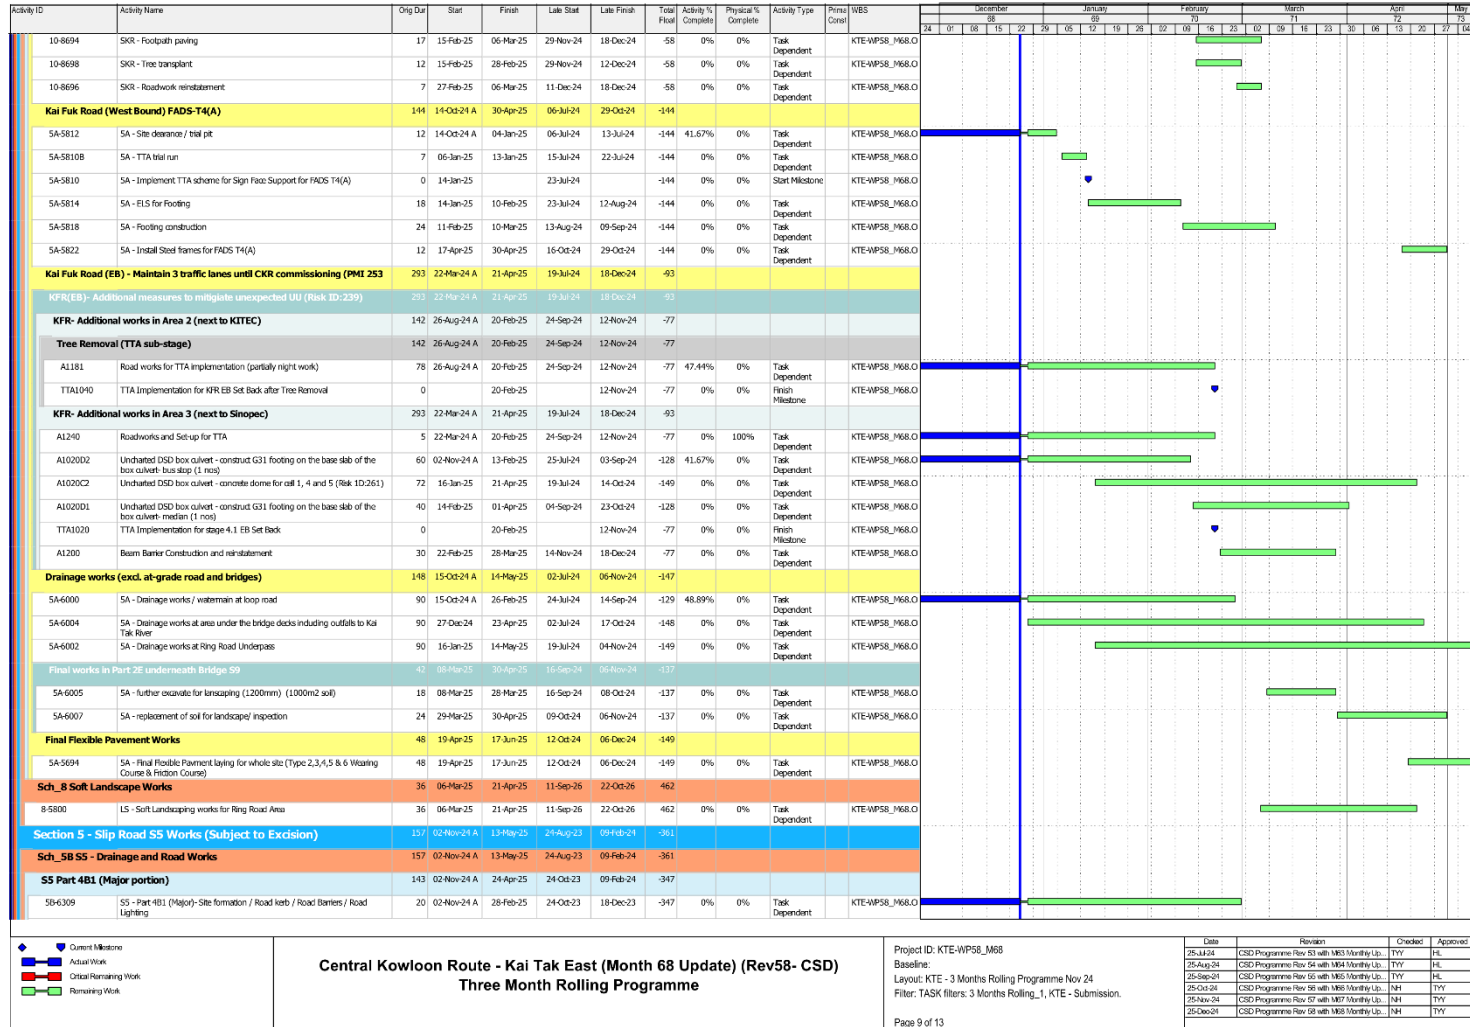 Activity ID Activity Name Orig Dur Start Finish Late Start Late Finish Total Float Activity % Complete Physical % Complete Activity Type Prima Const WBS December January February March April May
68 69 70 71 72 73
24 01 08 15 22 29 05 12 19 26 02 09 16 23 02 09 16 23 30 06 13 20 27 04
10-8694 SKR - Footpath paving 17 15-Feb-25 06-Mar-25 29-Nov-24 18-Dec-24 -58 0% 0% Task Dependent KTE-WP58_M68.O
10-8698 SKR - Tree transplant 12 15-Feb-25 28-Feb-25 29-Nov-24 12-Dec-24 -58 0% 0% Task Dependent KTE-WP58_M68.O
10-8696 SKR - Roadwork reinstatement 7 27-Feb-25 06-Mar-25 11-Dec-24 18-Dec-24 -58 0% 0% Task Dependent KTE-WP58_M68.O
Kai Fuk Road (West Bound) FADS-T4(A) 144 14-Oct-24 A 30-Apr-25 06-Jul-24 29-Oct-24 -144
5A-5812 5A - Site clearance / trial pit 12 14-Oct-24 A 04-Jan-25 06-Jul-24 13-Jul-24 -144 41.67% 0% Task Dependent KTE-WP58_M68.O
5A-5810B 5A - TTA trial run 7 06-Jan-25 13-Jan-25 15-Jul-24 22-Jul-24 -144 0% 0% Task Dependent KTE-WP58_M68.O
5A-5810 5A - Implement TTA scheme for Sign Face Support for FADS T4(A) 0 14-Jan-25 23-Jul-24 -144 0% 0% Start Milestone KTE-WP58_M68.O
5A-5814 5A - ELS for Footing 18 14-Jan-25 10-Feb-25 23-Jul-24 12-Aug-24 -144 0% 0% Task Dependent KTE-WP58_M68.O
5A-5818 5A - Footing construction 24 11-Feb-25 10-Mar-25 13-Aug-24 09-Sep-24 -144 0% 0% Task Dependent KTE-WP58_M68.O
5A-5822 5A - Install Steel frames for FADS T4(A) 12 17-Apr-25 30-Apr-25 16-Oct-24 29-Oct-24 -144 0% 0% Task Dependent KTE-WP58_M68.O
Kai Fuk Road (EB) - Maintain 3 traffic lanes until CKR commissioning (PMI 253 293 22-Mar-24 A 21-Apr-25 19-Jul-24 18-Dec-24 -93
KFR(EB)- Additional measures to mitigiate unexpected UU (Risk ID:239) 293 22-Mar-24 A 21-Apr-25 19-Jul-24 18-Dec-24 -93
KFR- Additional works in Area 2 (next to KITEC) 142 26-Aug-24 A 20-Feb-25 24-Sep-24 12-Nov-24 -77
Tree Removal (TTA sub-stage) 142 26-Aug-24 A 20-Feb-25 24-Sep-24 12-Nov-24 -77
A1181 Road works for TTA implementation (partially night work) 78 26-Aug-24 A 20-Feb-25 24-Sep-24 12-Nov-24 -77 47.44% 0% Task Dependent KTE-WP58_M68.O
TTA1040 TTA Implementation for KFR EB Set Back after Tree Removal 0 20-Feb-25 12-Nov-24 -77 0% 0% Finish Milestone KTE-WP58_M68.O
KFR- Additional works in Area 3 (next to Sinopec) 293 22-Mar-24 A 21-Apr-25 19-Jul-24 18-Dec-24 -93
A1240 Roadworks and Set-up for TTA 5 22-Mar-24 A 20-Feb-25 24-Sep-24 12-Nov-24 -77 0% 100% Task Dependent KTE-WP58_M68.O
A1020D2 Uncharted DSD box culvert - construct G31 footing on the base slab of the box culvert- bus stop (1 nos) 60 02-Nov-24 A 13-Feb-25 25-Jul-24 03-Sep-24 -128 41.67% 0% Task Dependent KTE-WP58_M68.O
A1020C2 Uncharted DSD box culvert - concrete dome for cell 1, 4 and 5 (Risk 1D:261) 72 16-Jan-25 21-Apr-25 19-Jul-24 14-Oct-24 -149 0% 0% Task Dependent KTE-WP58_M68.O
A1020D1 Uncharted DSD box culvert - construct G31 footing on the base slab of the box culvert- median (1 nos) 40 14-Feb-25 01-Apr-25 04-Sep-24 23-Oct-24 -128 0% 0% Task Dependent KTE-WP58_M68.O
TTA1020 TTA Implementation for stage 4.1 EB Set Back 0 20-Feb-25 12-Nov-24 -77 0% 0% Finish Milestone KTE-WP58_M68.O
A1200 Beam Barrier Construction and reinstatement 30 22-Feb-25 28-Mar-25 14-Nov-24 18-Dec-24 -77 0% 0% Task Dependent KTE-WP58_M68.O
Drainage works (excl. at-grade road and bridges) 148 15-Oct-24 A 14-May-25 02-Jul-24 06-Nov-24 -147
5A-6000 5A - Drainage works / watermain at loop road 90 15-Oct-24 A 26-Feb-25 24-Jul-24 14-Sep-24 -129 48.89% 0% Task Dependent KTE-WP58_M68.O
5A-6004 5A - Drainage works at area under the bridge decks including outfalls to Kai Tak River 90 27-Dec-24 23-Apr-25 02-Jul-24 17-Oct-24 -148 0% 0% Task Dependent KTE-WP58_M68.O
5A-6002 5A - Drainage works at Ring Road Underpass 90 16-Jan-25 14-May-25 19-Jul-24 04-Nov-24 -149 0% 0% Task Dependent KTE-WP58_M68.O
Final works in Part 2E underneath Bridge S9 42 08-Mar-25 30-Apr-25 16-Sep-24 06-Nov-24 -137
5A-6005 5A - further excavate for lanscaping (1200mm) (1000m2 soil) 18 08-Mar-25 28-Mar-25 16-Sep-24 08-Oct-24 -137 0% 0% Task Dependent KTE-WP58_M68.O
5A-6007 5A - replacement of soil for landscape/ inspection 24 29-Mar-25 30-Apr-25 09-Oct-24 06-Nov-24 -137 0% 0% Task Dependent KTE-WP58_M68.O
Final Flexible Pavement Works 48 19-Apr-25 17-Jun-25 12-Oct-24 06-Dec-24 -149
5A-5694 5A - Final Flexible Pavment laying for whole site (Type 2,3,4,5 & 6 Wearing Course & Friction Course) 48 19-Apr-25 17-Jun-25 12-Oct-24 06-Dec-24 -149 0% 0% Task Dependent KTE-WP58_M68.O
Sch_8 Soft Landscape Works 36 06-Mar-25 21-Apr-25 11-Sep-26 22-Oct-26 462
8-5800 LS - Soft Landscaping works for Ring Road Area 36 06-Mar-25 21-Apr-25 11-Sep-26 22-Oct-26 462 0% 0% Task Dependent KTE-WP58_M68.O
Section 5 - Slip Road S5 Works (Subject to Excision) 157 02-Nov-24 A 13-May-25 24-Aug-23 09-Feb-24 -361
Sch_5B S5 - Drainage and Road Works 157 02-Nov-24 A 13-May-25 24-Aug-23 09-Feb-24 -361
S5 Part 4B1 (Major portion) 143 02-Nov-24 A 24-Apr-25 24-Oct-23 09-Feb-24 -347
5B-6309 S5 - Part 4B1 (Major)- Site formation / Road kerb / Road Barriers / Road Lighting 20 02-Nov-24 A 28-Feb-25 24-Oct-23 18-Dec-23 -347 0% 0% Task Dependent KTE-WP58_M68.O
Current Milestone
Actual Work
Critical Remaining Work
Remaining Work
Central Kowloon Route - Kai Tak East (Month 68 Update) (Rev58- CSD)
Three Month Rolling Programme
Project ID: KTE-WP58_M68
Baseline:
Layout: KTE - 3 Months Rolling Programme Nov 24
Filter: TASK filters: 3 Months Rolling_1, KTE - Submission.
Page 9 of 13
Date Revision Checked Approved
25-Jul-24 CSD Programme Rev 53 with M63 Monthly Up... TYY HL
25-Aug-24 CSD Programme Rev 54 with M64 Monthly Up... TYY HL
25-Sep-24 CSD Programme Rev 55 with M65 Monthly Up... TYY HL
25-Oct-24 CSD Programme Rev 56 with M66 Monthly Up... NH TYY
25-Nov-24 CSD Programme Rev 57 with M67 Monthly Up... NH TYY
25-Dec-24 CSD Programme Rev 58 with M68 Monthly Up... NH TYY